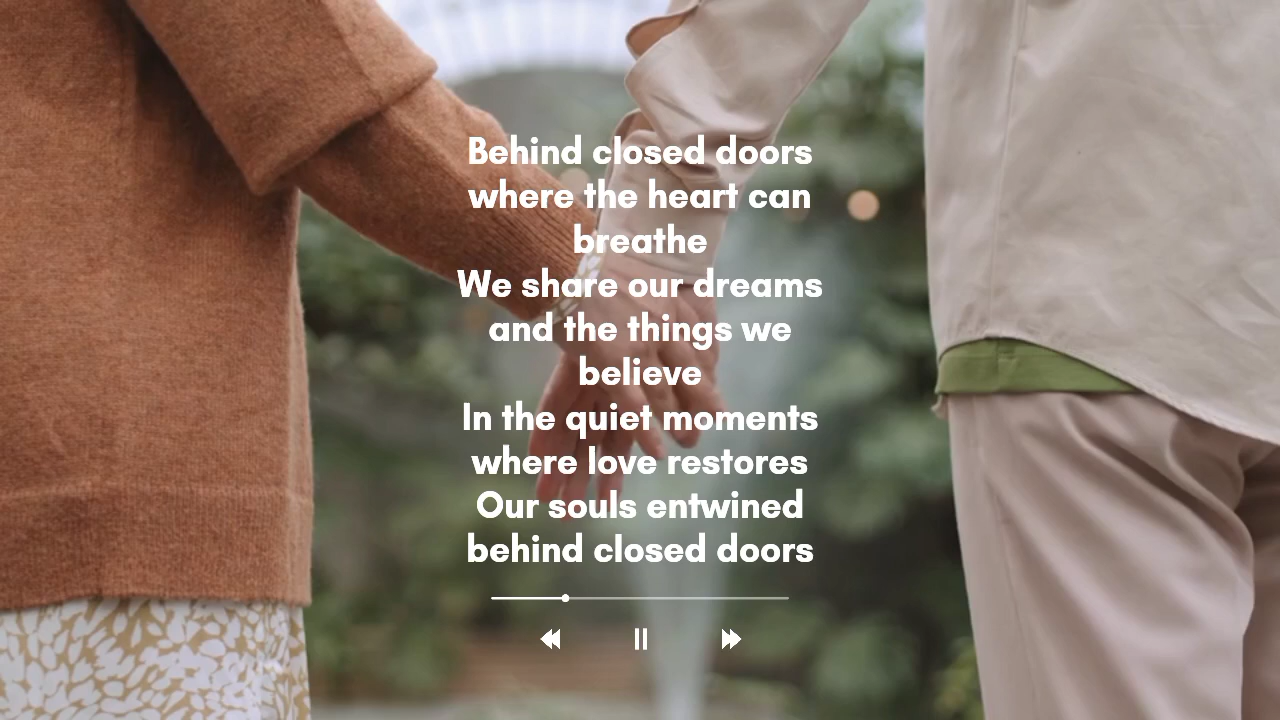 Behind closed doors
where the heart can
breathe
We share our dreams
and the things we
believe
In the quiet moments
where love restores
Our souls entwined
behind closed doors